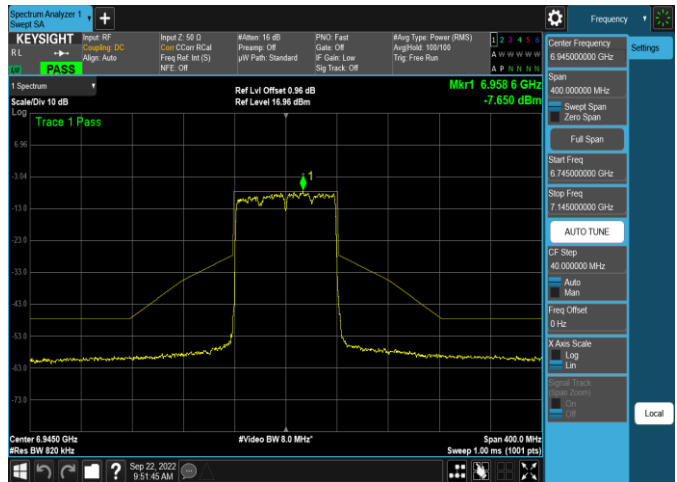 Spectrum Analyzer 1
Swept SA
+
Frequency
KEYSIGHT
RL
LXI
PASS
Input: RF
Coupling: DC
Align: Auto
Input Z: 50 Ω
Corr CCorr RCal
Freq Ref: Int (S)
NFE: Off
#Atten: 16 dB
Preamp: Off
µW Path: Standard
PNO: Fast
Gate: Off
IF Gain: Low
Sig Track: Off
#Avg Type: Power (RMS)
Avg|Hold: 100/100
Trig: Free Run
1 2 3 4 5 6
A W W W W W
A P N N N N
1 Spectrum
Scale/Div 10 dB
Log
Ref Lvl Offset 0.96 dB
Ref Level 16.96 dBm
Mkr1 6.958 6 GHz
-7.650 dBm
Trace 1 Pass
6.96
-3.04
-13.0
-23.0
-33.0
-43.0
-53.0
-63.0
-73.0
1
Center 6.9450 GHz
#Res BW 820 kHz
#Video BW 8.0 MHz*
Span 400.0 MHz
Sweep 1.00 ms (1001 pts)
Center Frequency
6.945000000 GHz
Settings
Span
400.000000 MHz
Swept Span
Zero Span
Full Span
Start Freq
6.745000000 GHz
Stop Freq
7.145000000 GHz
AUTO TUNE
CF Step
40.000000 MHz
Auto
Man
Freq Offset
0 Hz
X Axis Scale
Log
Lin
Signal Track
(Span Zoom)
On
Off
Local
?
Sep 22, 2022
9:51:45 AM